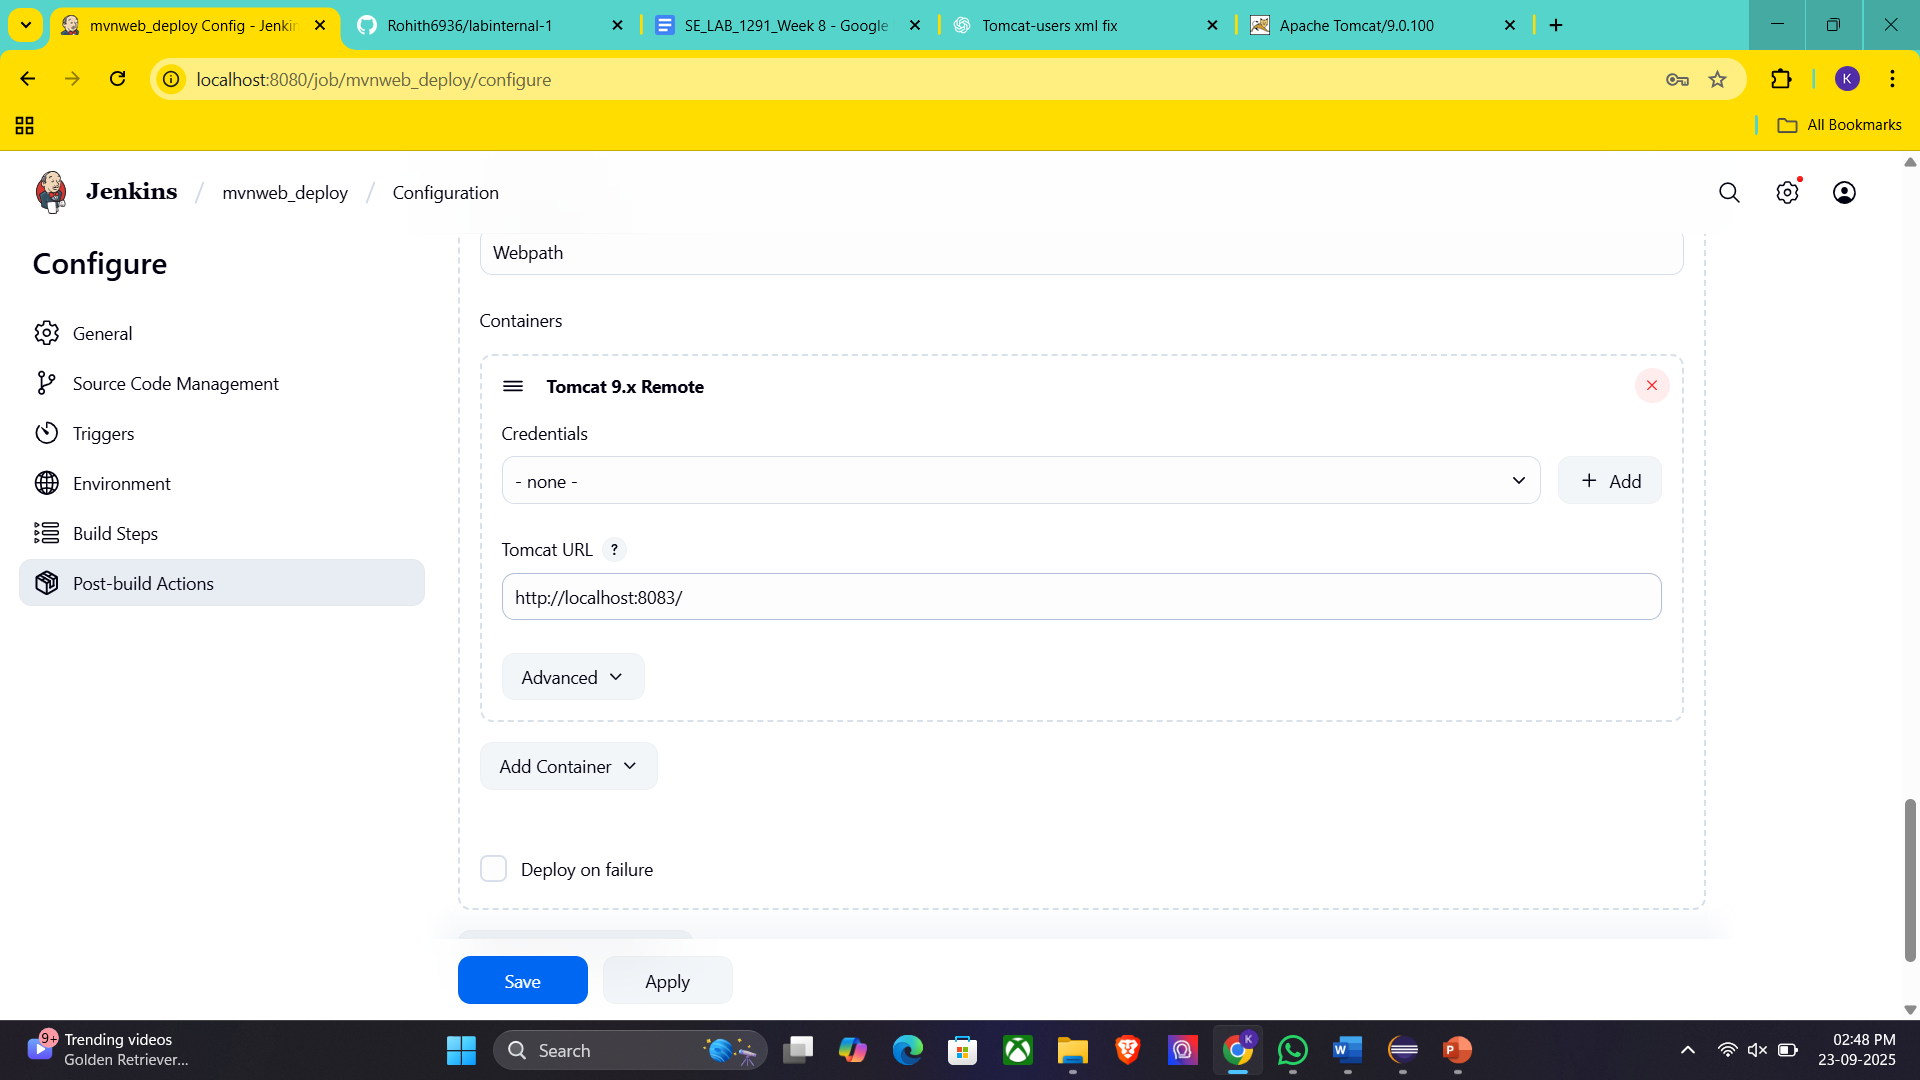 mvnweb_deploy Config - Jenkin
Rohith6936/labinternal-1
SE_LAB_1291_Week 8 - Google
Tomcat-users xml fix
Apache Tomcat/9.0.100
localhost:8080/job/mvnweb_deploy/configure
K
All Bookmarks
Jenkins / mvnweb_deploy / Configuration
Configure
General
Source Code Management
Triggers
Environment
Build Steps
Post-build Actions
Webpath
Containers
Tomcat 9.x Remote
Credentials
- none -
+ Add
Tomcat URL ?
http://localhost:8083/
Advanced
Add Container
Deploy on failure
Save
Apply
9+
Trending videos
Golden Retriever...
Search
K
W
P
02:48 PM
23-09-2025